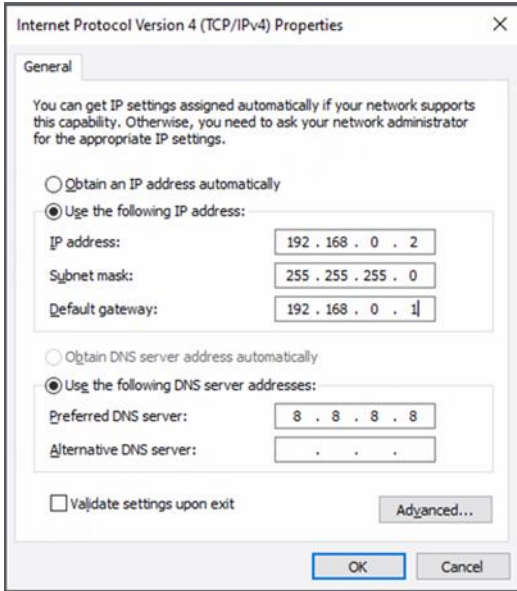 Internet Protocol Version 4 (TCP/IPv4) Properties
General
You can get IP settings assigned automatically if your network supports
this capability. Otherwise, you need to ask your network administrator
for the appropriate IP settings.
Obtain an IP address automatically
Use the following IP address:
IP address: 192 . 168 . 0 . 2
Subnet mask: 255 . 255 . 255 . 0
Default gateway: 192 . 168 . 0 . 1
Obtain DNS server address automatically
Use the following DNS server addresses:
Preferred DNS server: 8 . 8 . 8 . 8
Alternative DNS server: . . .
Validate settings upon exit
Advanced...
OK Cancel